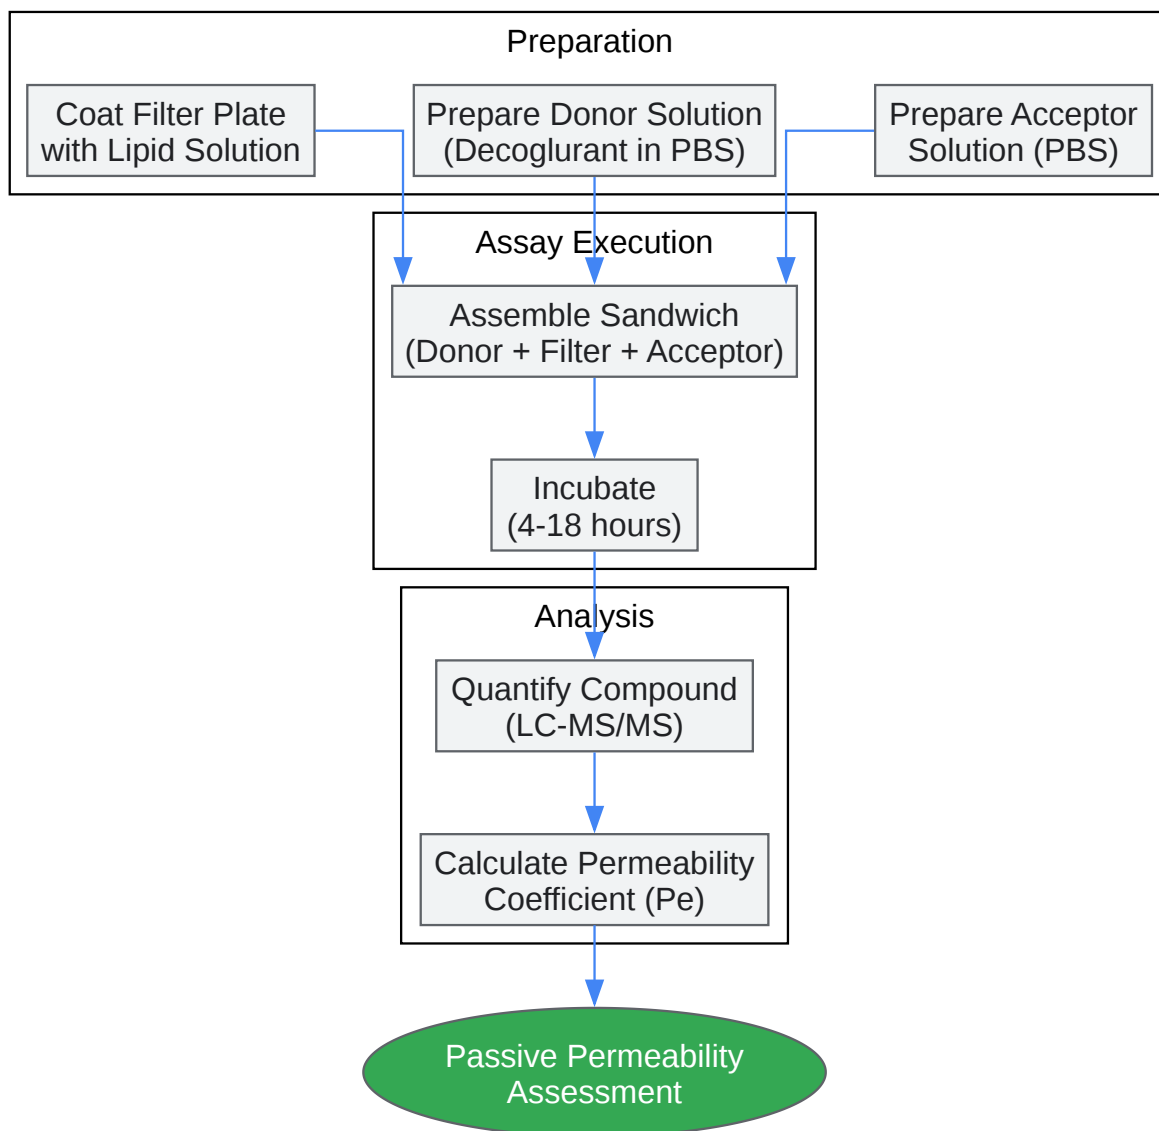 Preparation
Coat Filter Plate
with Lipid Solution
Prepare Donor Solution
(Decoglurant in PBS)
Prepare Acceptor
Solution (PBS)
Assay Execution
Assemble Sandwich
(Donor + Filter + Acceptor)
Incubate
(4-18 hours)
Analysis
Quantify Compound
(LC-MS/MS)
Calculate Permeability
Coefficient (Pe)
Passive Permeability
Assessment